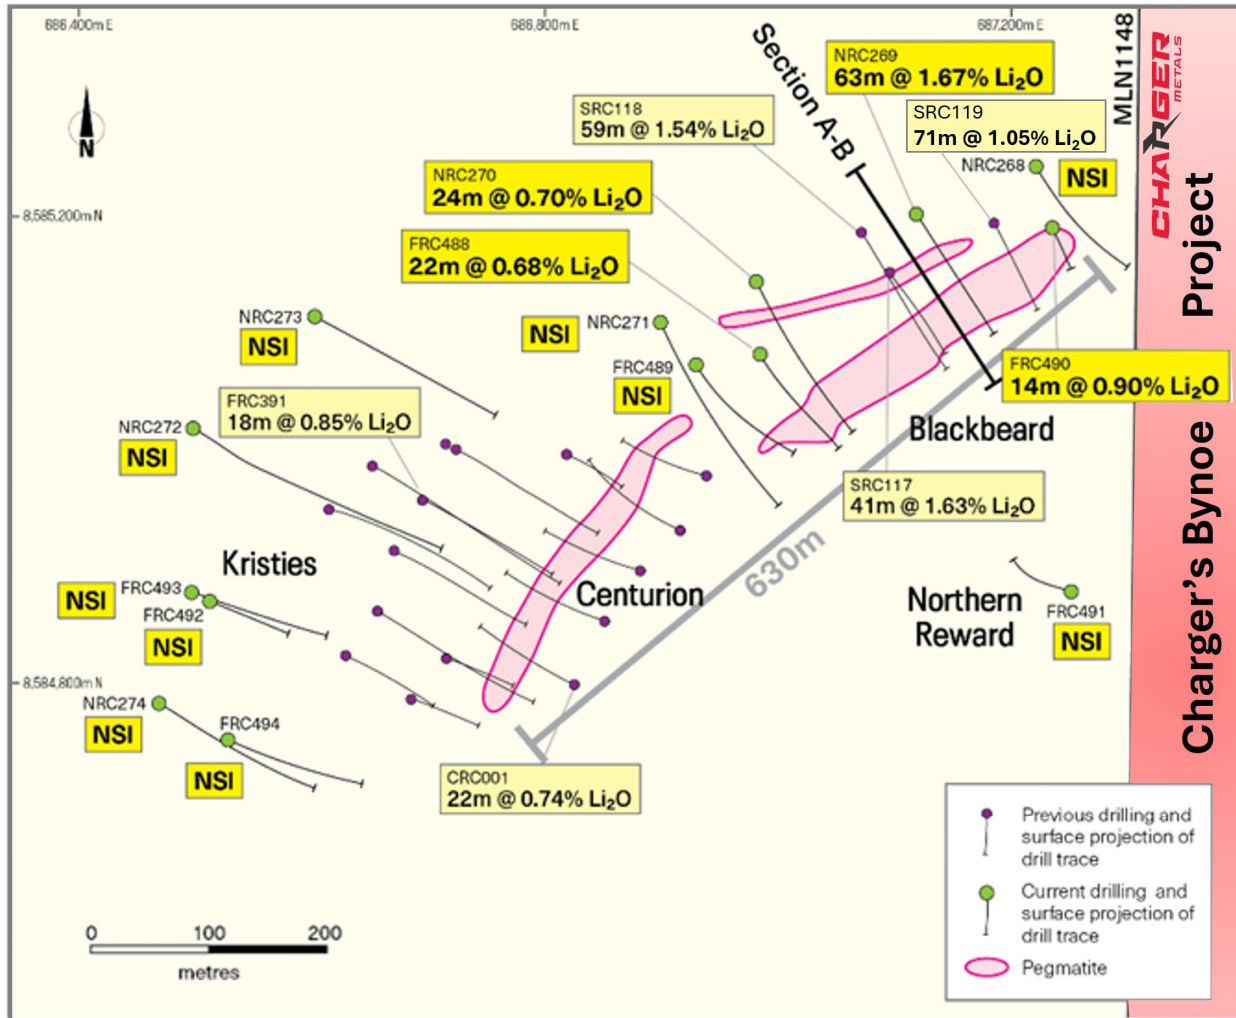 686,400m E
686,800m E
687,200m E
MLN1148
CHARGER
METALS
Charger's Bynoe Project
Section A-B
NRC269
63m @ 1.67% Li₂O
SRC118
59m @ 1.54% Li₂O
SRC119
71m @ 1.05% Li₂O
N
NRC268
NSI
NRC270
24m @ 0.70% Li₂O
8,585,200m N
FRC488
22m @ 0.68% Li₂O
NRC273
NSI
NSI
NRC271
FRC489
NSI
FRC490
14m @ 0.90% Li₂O
FRC391
18m @ 0.85% Li₂O
NRC272
NSI
Blackbeard
SRC117
41m @ 1.63% Li₂O
630m
Kristies
Centurion
NSI
FRC493
FRC492
NSI
Northern
Reward
FRC491
NSI
8,584,800m N
NRC274
NSI
FRC494
NSI
CRC001
22m @ 0.74% Li₂O
Previous drilling and
surface projection of
drill trace
Current drilling and
surface projection of
drill trace
Pegmatite
0 100 200
metres